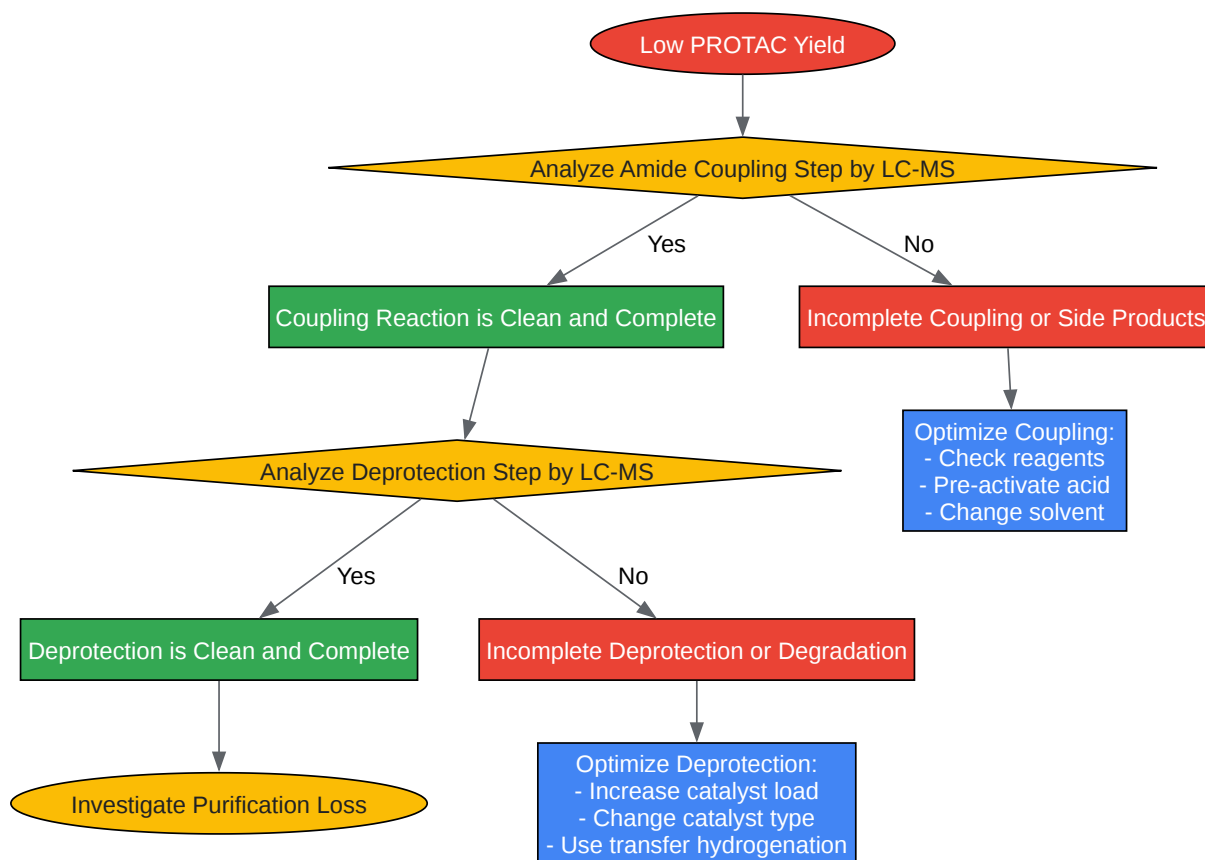 Low PROTAC Yield
Analyze Amide Coupling Step by LC-MS
Yes
No
Coupling Reaction is Clean and Complete
Incomplete Coupling or Side Products
Optimize Coupling:
- Check reagents
- Pre-activate acid
- Change solvent
Analyze Deprotection Step by LC-MS
Yes
No
Deprotection is Clean and Complete
Incomplete Deprotection or Degradation
Investigate Purification Loss
Optimize Deprotection:
- Increase catalyst load
- Change catalyst type
- Use transfer hydrogenation